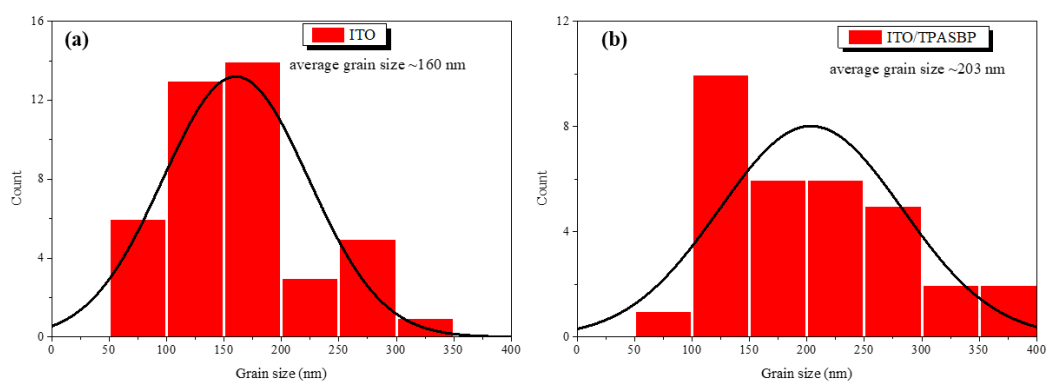 (a)
ITO
average grain size ~160 nm
16
12
8
4
0
Count
0 50 100 150 200 250 300 350 400
Grain size (nm)
(b)
ITO/TPASBP
average grain size ~203 nm
12
8
4
0
Count
0 50 100 150 200 250 300 350 400
Grain size (nm)